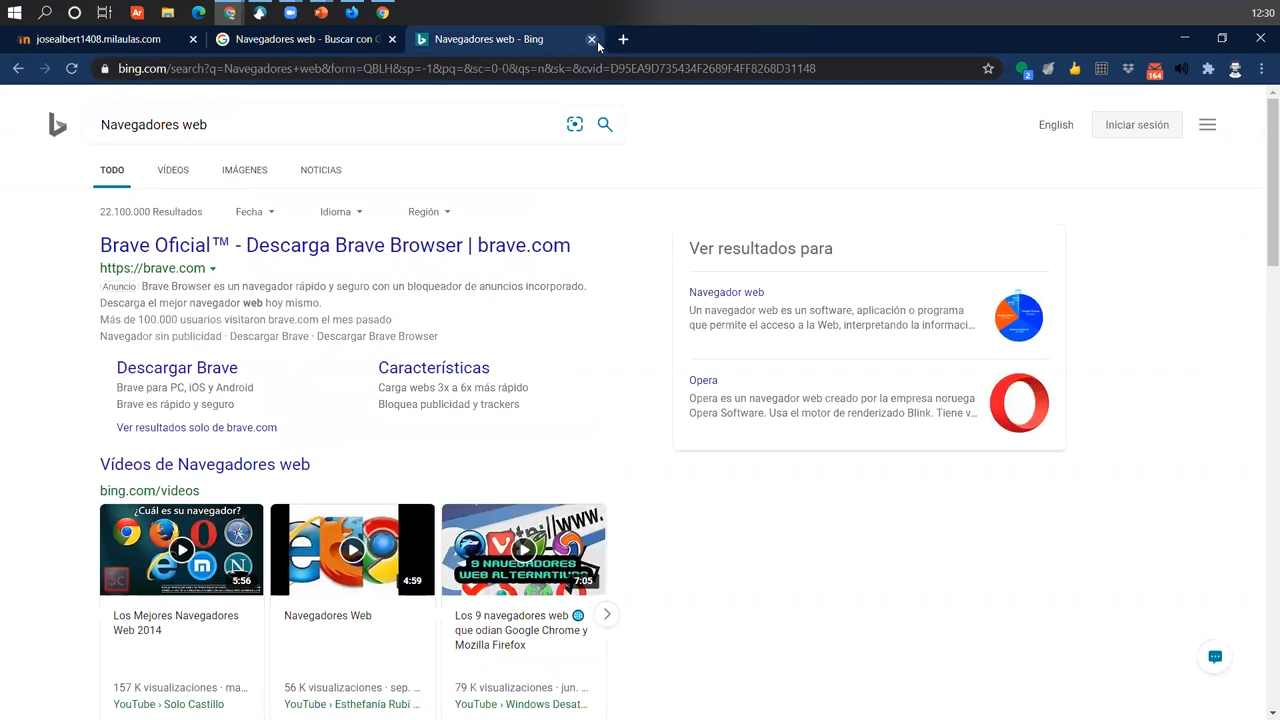 12:30
josealbert1408.milaulas.com
Navegadores web - Buscar con G
Navegadores web - Bing
bing.com/search?q=Navegadores+web&form=QBLH&sp=-1&pq=&sc=0-0&qs=n&sk=&cvid=D95EA9D735434F2689F4FF8268D31148
2
164
Navegadores web
English
Iniciar sesión
TODO
VÍDEOS
IMÁGENES
NOTICIAS
22.100.000 Resultados
Fecha
Idioma
Región
Brave Oficial™ - Descarga Brave Browser | brave.com
https://brave.com
Anuncio Brave Browser es un navegador rápido y seguro con un bloqueador de anuncios incorporado.
Descarga el mejor navegador web hoy mismo.
Más de 100.000 usuarios visitaron brave.com el mes pasado
Navegador sin publicidad · Descargar Brave · Descargar Brave Browser
Descargar Brave
Brave para PC, iOS y Android
Brave es rápido y seguro
Características
Carga webs 3x a 6x más rápido
Bloquea publicidad y trackers
Ver resultados solo de brave.com
Ver resultados para
Navegador web
Un navegador web es un software, aplicación o programa
que permite el acceso a la Web, interpretando la informaci...
Opera
Opera es un navegador web creado por la empresa noruega
Opera Software. Usa el motor de renderizado Blink. Tiene v...
Vídeos de Navegadores web
bing.com/videos
¿Cuál es su navegador?
5:56
Los Mejores Navegadores
Web 2014
157 K visualizaciones · ma...
YouTube › Solo Castillo
4:59
Navegadores Web
56 K visualizaciones · sep. ...
YouTube › Esthefanía Rubí ...
http://www.
9 NAVEGADORES
WEB ALTERNATIVOS
7:05
Los 9 navegadores web
que odian Google Chrome y
Mozilla Firefox
79 K visualizaciones · jun. ...
YouTube › Windows Desat...